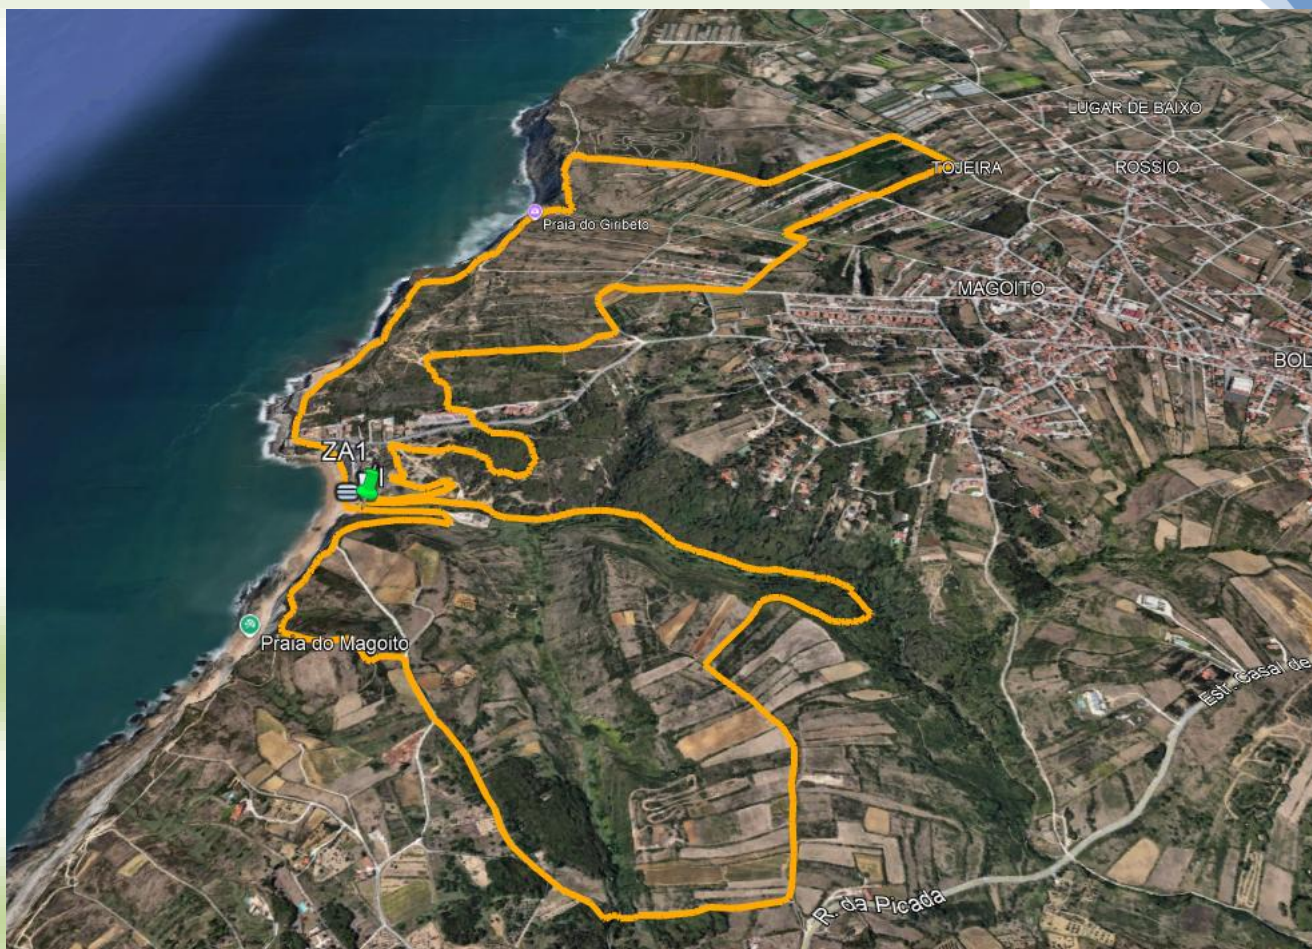 LUGAR DE BAIXO
TOJEIRA
ROSSIO
Praia do Giribeto
MAGOITO
BOL
ZA1
Praia do Magoito
Estr. Casal de
R. da Picada